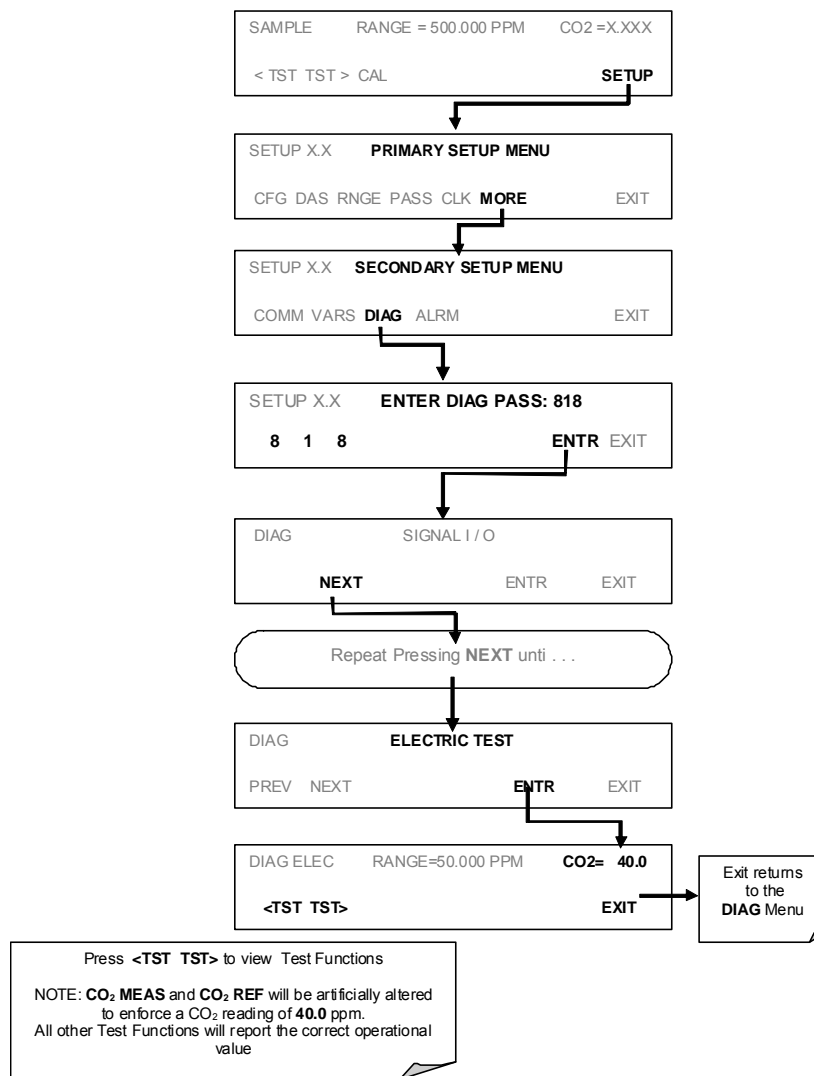 SAMPLE RANGE = 500.000 PPM CO2 =X.XXX
< TST TST > CAL SETUP
SETUP X.X PRIMARY SETUP MENU
CFG DAS RNGE PASS CLK MORE EXIT
SETUP X.X SECONDARY SETUP MENU
COMM VARS DIAG ALRM EXIT
SETUP X.X ENTER DIAG PASS: 818
8 1 8 ENTR EXIT
DIAG SIGNAL I / O
NEXT ENTR EXIT
Repeat Pressing NEXT unti . . .
DIAG ELECTRIC TEST
PREV NEXT ENTR EXIT
DIAG ELEC RANGE=50.000 PPM CO2= 40.0
<TST TST> EXIT
Exit returns
to the
DIAG Menu
Press <TST TST> to view Test Functions
NOTE: CO₂ MEAS and CO₂ REF will be artificially altered
to enforce a CO₂ reading of 40.0 ppm.
All other Test Functions will report the correct operational
value